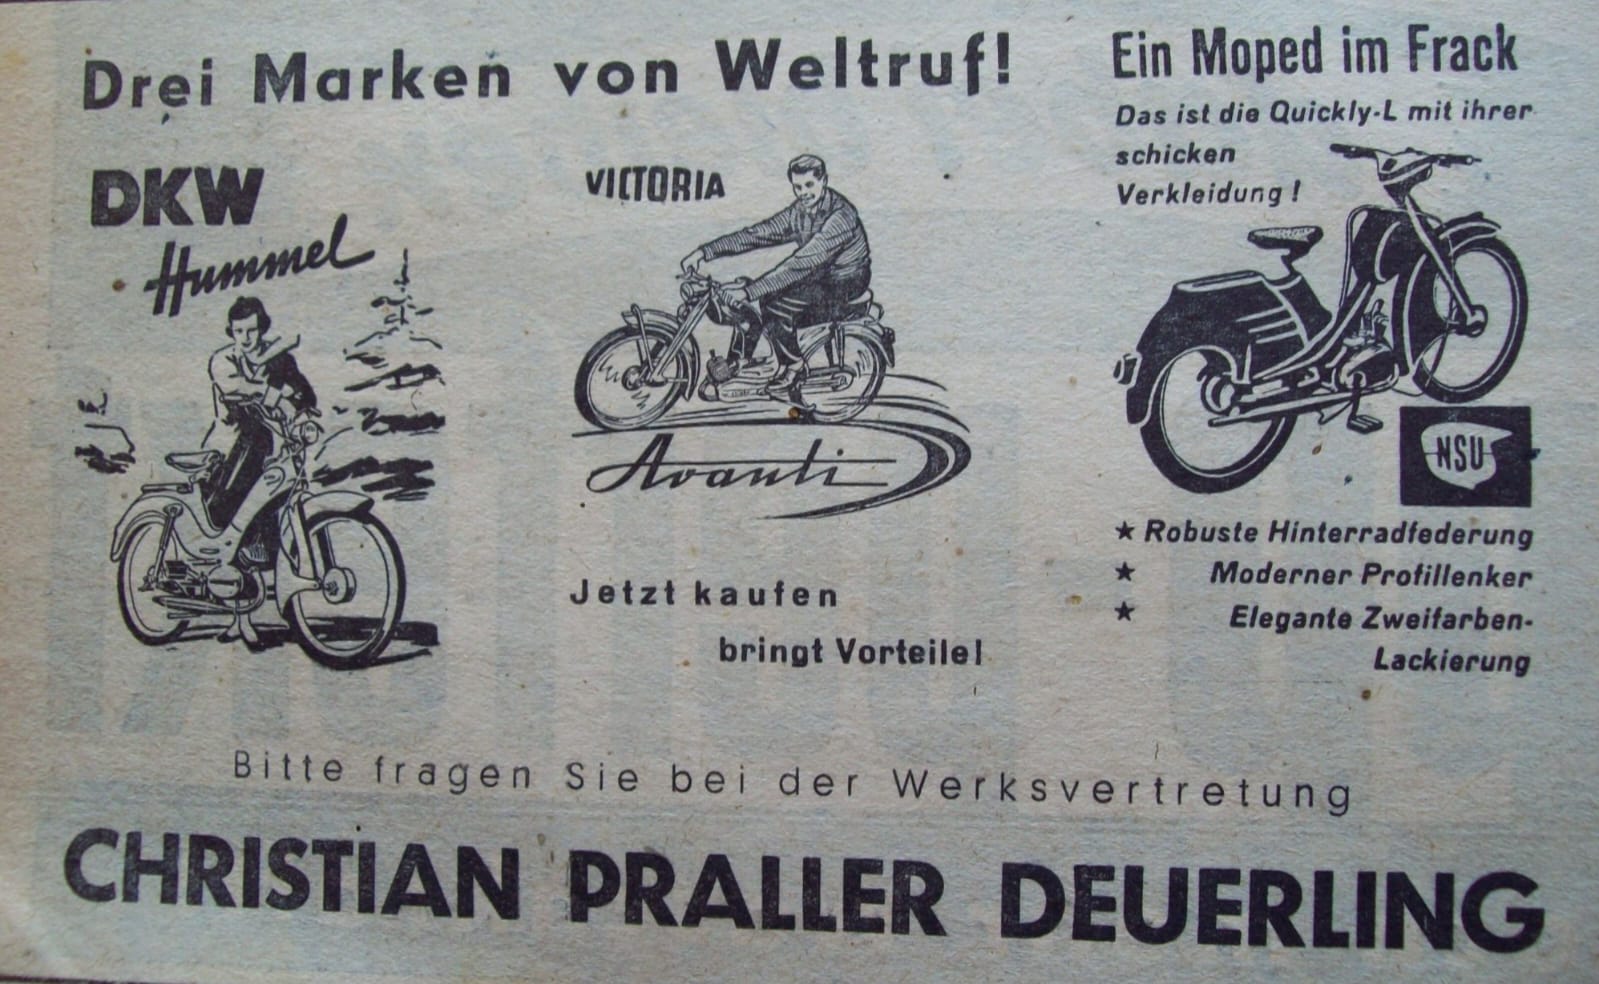 Drei Marken von Weltruf!
DKW
Hummel
VICTORIA
Avanti
Jetzt kaufen
bringt Vorteile!
Ein Moped im Frack
Das ist die Quickly-L mit ihrer
schicken
Verkleidung!
NSU
★ Robuste Hinterradfederung
★ Moderner Profillenker
★ Elegante Zweifarben-
Lackierung
Bitte fragen Sie bei der Werksvertretung
CHRISTIAN PRALLER DEUERLING